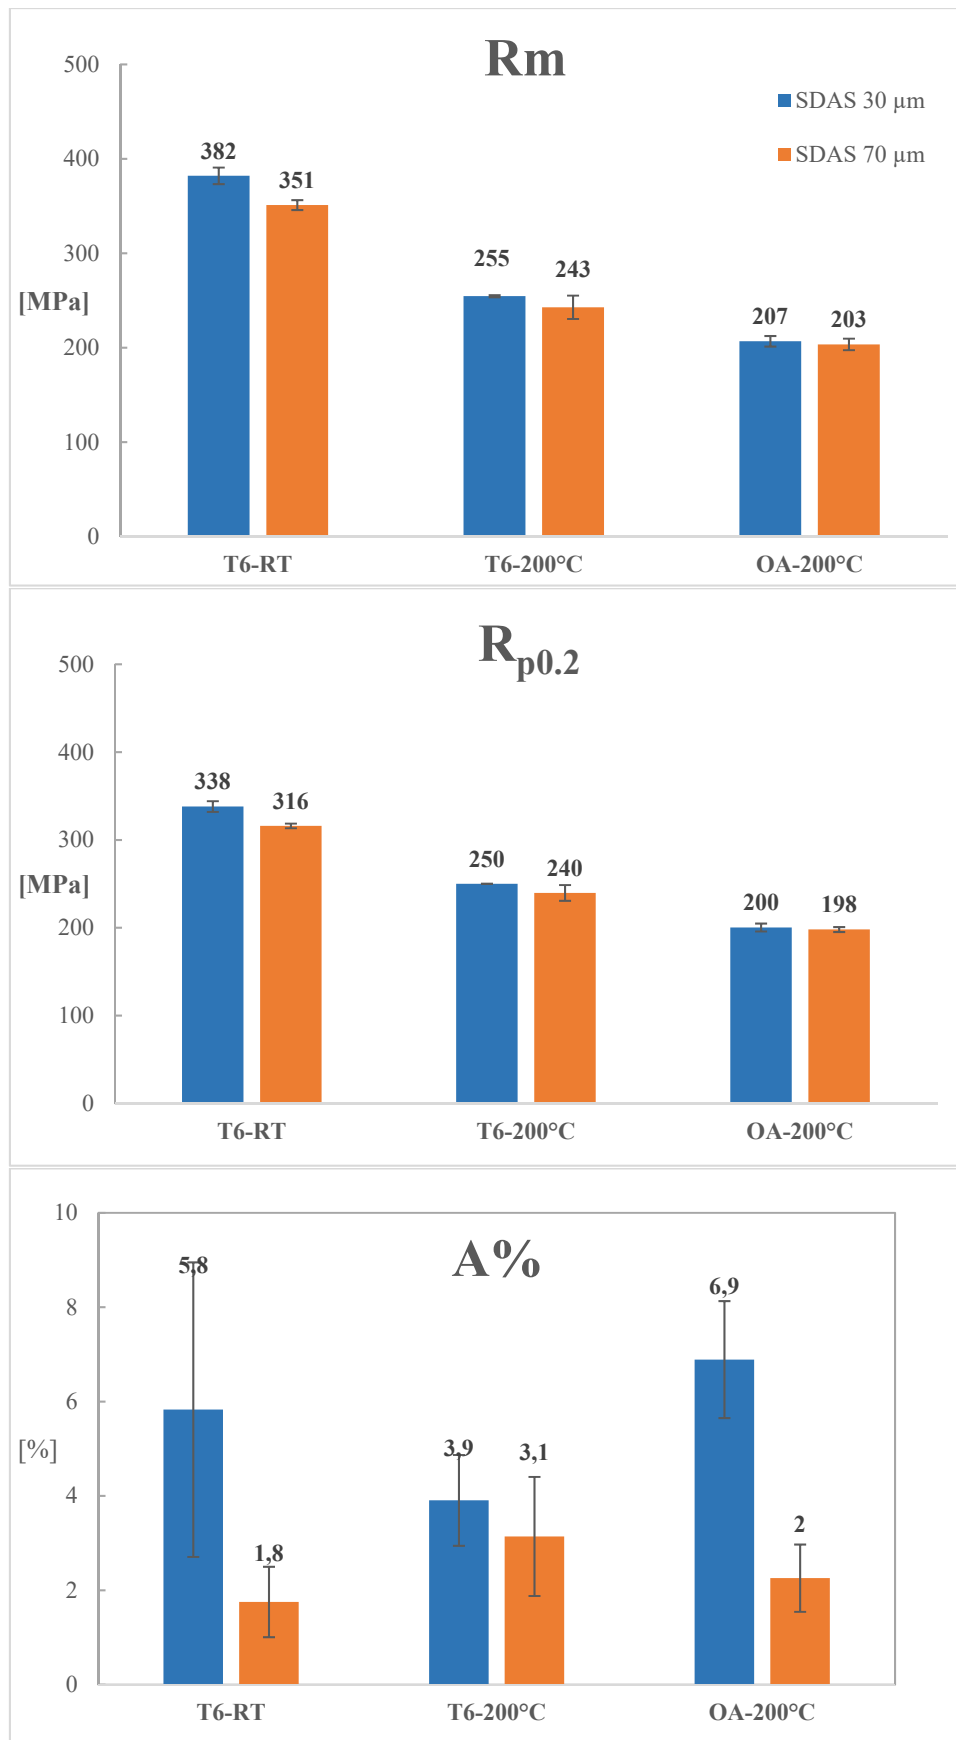 Rm
500
SDAS 30 µm
400
SDAS 70 µm
382
351
300
[MPa]
255
243
207
203
200
100
0
T6-RT
T6-200°C
OA-200°C
Rp0.2
500
400
338
316
300
[MPa]
250
240
200
198
200
100
0
T6-RT
T6-200°C
OA-200°C
10
A%
5,8
8
6,9
6
[%]
3,9
3,1
4
1,8
2
2
0
T6-RT
T6-200°C
OA-200°C